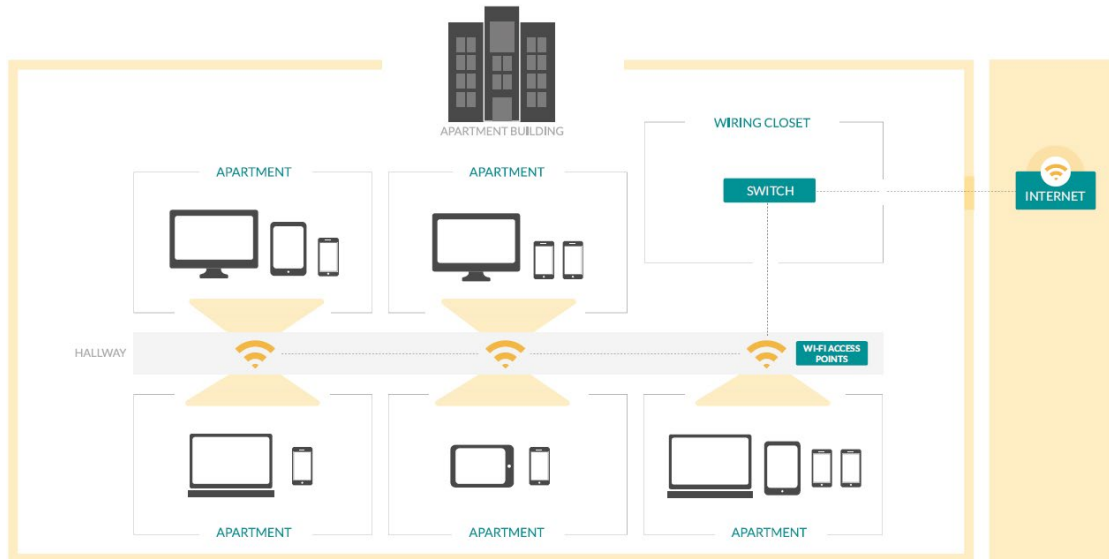 APARTMENT BUILDING
WIRING CLOSET
APARTMENT
APARTMENT
SWITCH
INTERNET
HALLWAY
WI-FI ACCESS
POINTS
APARTMENT
APARTMENT
APARTMENT